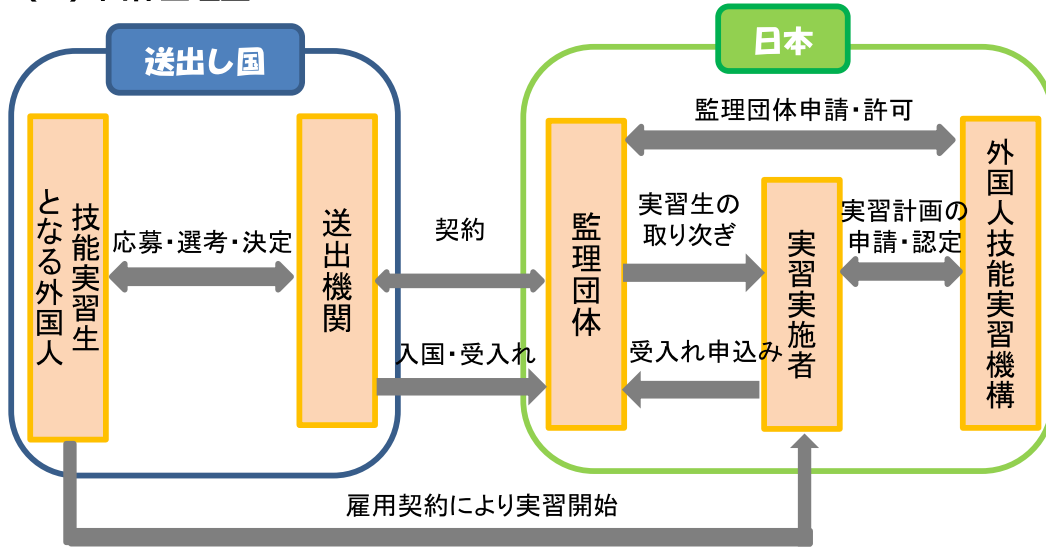 送出し国
日本
技能実習生
となる外国人
応募・選考・決定
送出機関
契約
入国・受入れ
監理団体
監理団体申請・許可
実習生の
取り次ぎ
受入れ申込み
実習実施者
実習計画の
申請・認定
外国人技能実習機構
雇用契約により実習開始